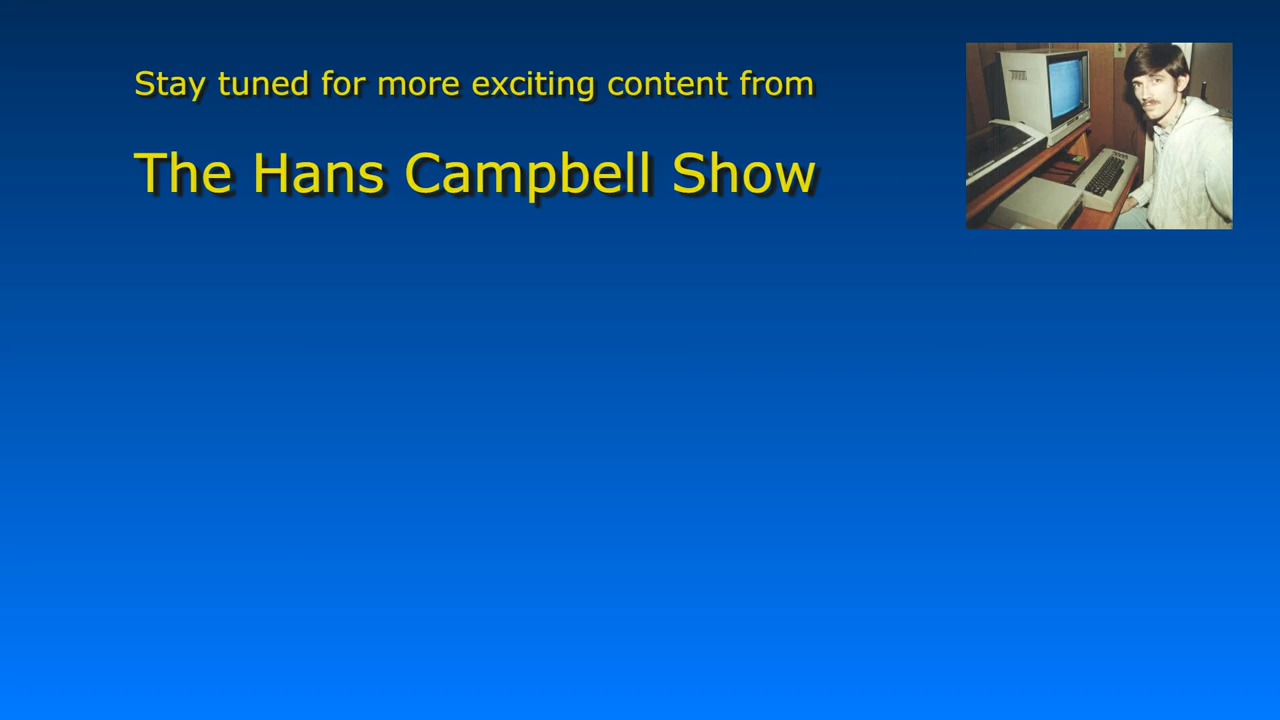 Stay tuned for more exciting content from
The Hans Campbell Show